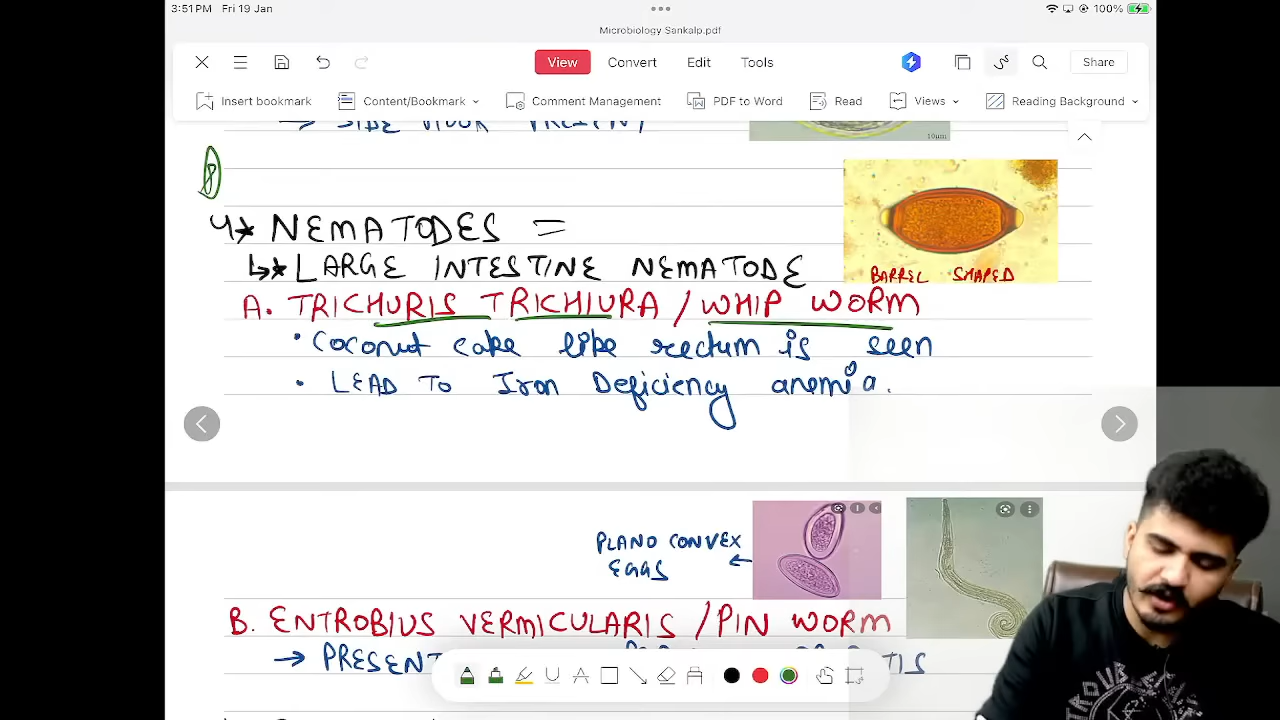 3:51 PM Fri 19 Jan
100%
Microbiology Sankalp.pdf
View Convert Edit Tools
Share
Insert bookmark Content/Bookmark Comment Management PDF to Word Read Views Reading Background
→ SIDE PRESENT
10µm
4* NEMATODES =
↳* LARGE INTESTINE NEMATODE
BARREL SHAPED
A. TRICHURIS TRICHIURA / WHIP WORM
• Coconut cake like rectum is seen
• LEAD TO Iron Deficiency anemia.
PLANO CONVEX
EGGS ←
B. ENTROBIUS VERMICULARIS / PIN WORM
→ PRESENT